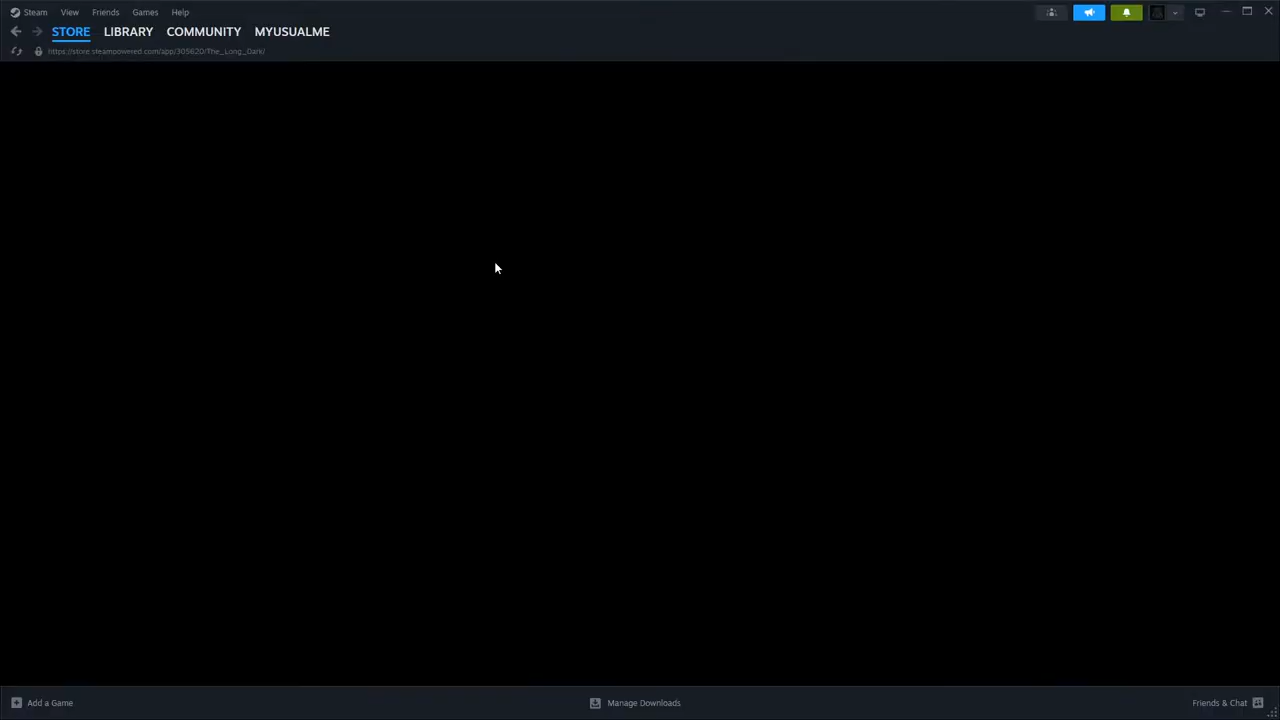 Steam View Friends Games Help
STORE LIBRARY COMMUNITY MYUSUALME
https://store.steampowered.com/app/305620/The_Long_Dark/
Add a Game Manage Downloads Friends & Chat